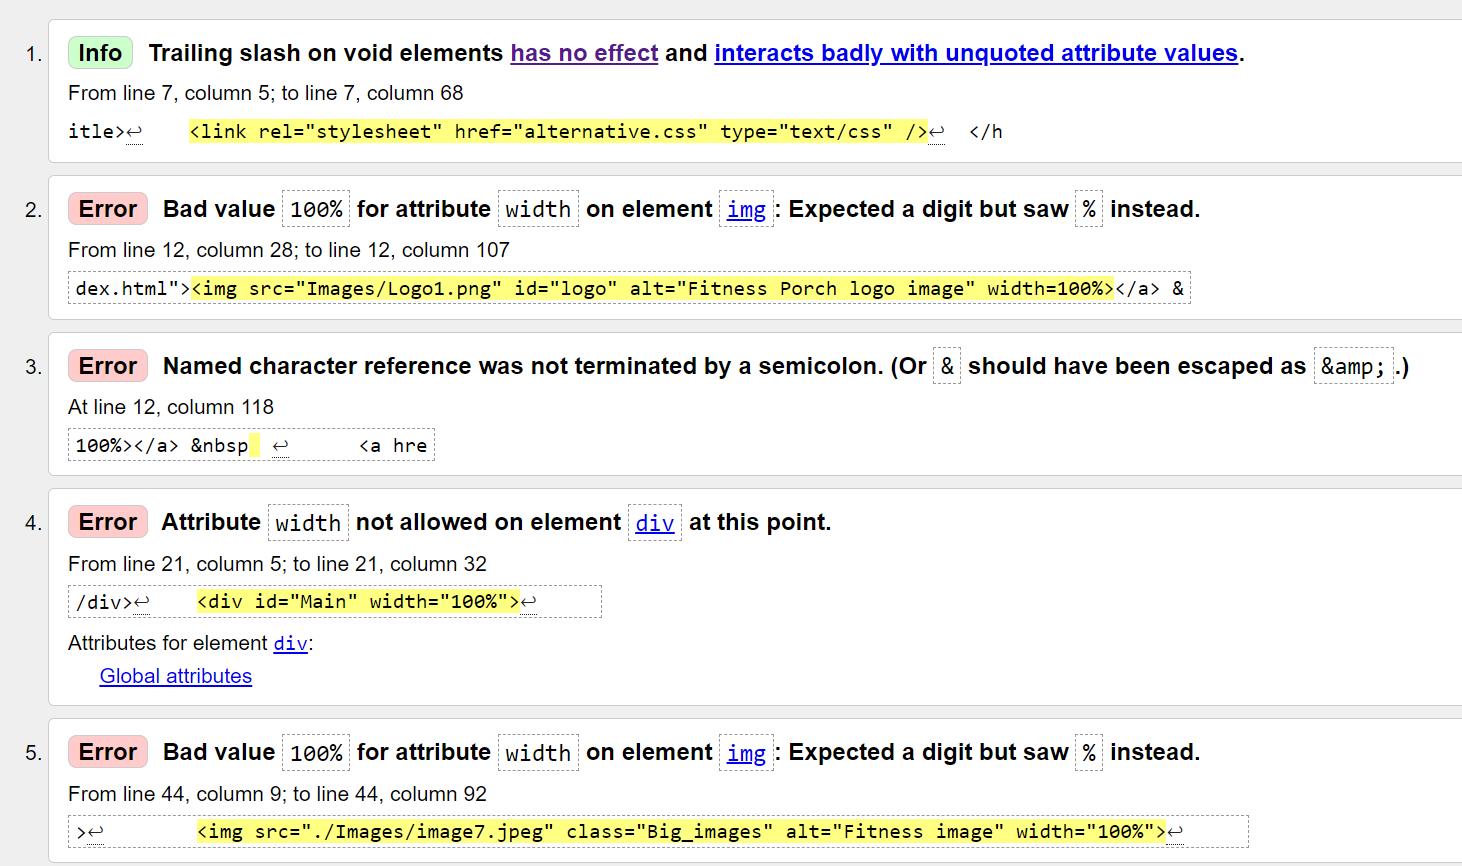 1. Info Trailing slash on void elements has no effect and interacts badly with unquoted attribute values.
From line 7, column 5; to line 7, column 68
itle>↩ <link rel="stylesheet" href="alternative.css" type="text/css" />↩ </h
2. Error Bad value 100% for attribute width on element img: Expected a digit but saw % instead.
From line 12, column 28; to line 12, column 107
dex.html"><img src="Images/Logo1.png" id="logo" alt="Fitness Porch logo image" width=100%></a> &
3. Error Named character reference was not terminated by a semicolon. (Or & should have been escaped as &amp;.)
At line 12, column 118
100%></a> &nbsp ↩ <a hre
4. Error Attribute width not allowed on element div at this point.
From line 21, column 5; to line 21, column 32
/div>↩ <div id="Main" width="100%">↩
Attributes for element div:
Global attributes
5. Error Bad value 100% for attribute width on element img: Expected a digit but saw % instead.
From line 44, column 9; to line 44, column 92
>↩ <img src="./Images/image7.jpeg" class="Big_images" alt="Fitness image" width="100%">↩